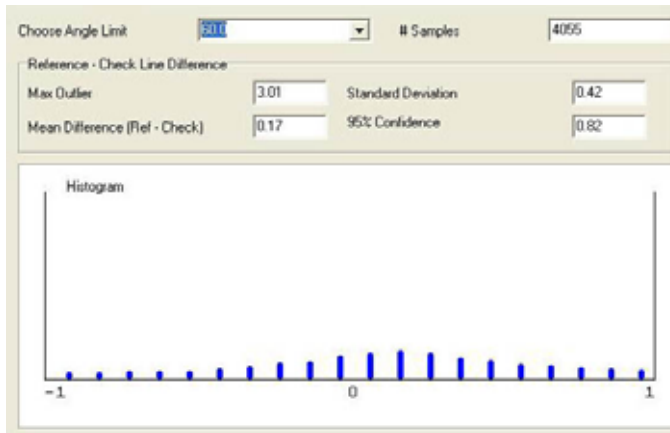 Choose Angle Limit 60.0 # Samples 4055
Reference - Check Line Difference
Max Outlier 3.01 Standard Deviation 0.42
Mean Difference (Ref - Check) 0.17 95% Confidence 0.82
Histogram
-1 0 1